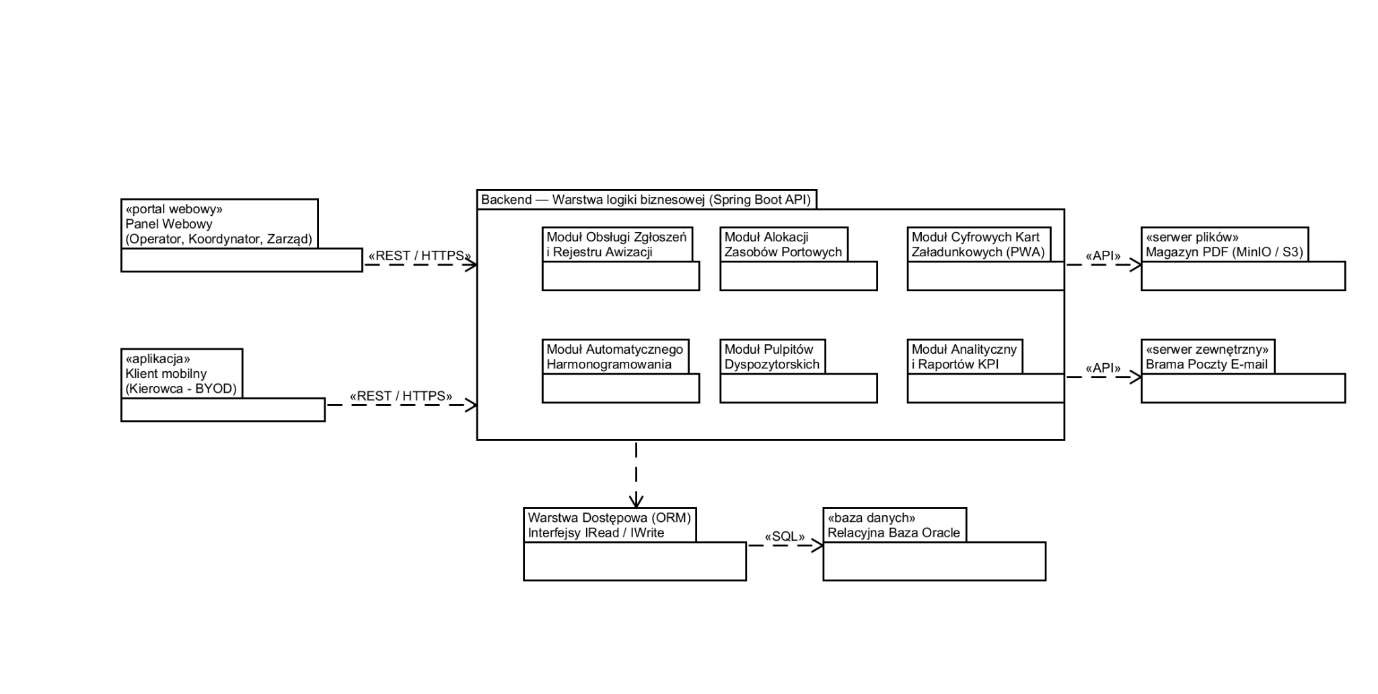 «portal webowy»
Panel Webowy
(Operator, Koordynator, Zarząd)
«REST / HTTPS»
«aplikacja»
Klient mobilny
(Kierowca - BYOD)
«REST / HTTPS»
Backend — Warstwa logiki biznesowej (Spring Boot API)
Moduł Obsługi Zgłoszeń
i Rejestru Awizacji
Moduł Alokacji
Zasobów Portowych
Moduł Cyfrowych Kart
Załadunkowych (PWA)
Moduł Automatycznego
Harmonogramowania
Moduł Pulpitów
Dyspozytorskich
Moduł Analityczny
i Raportów KPI
«API»
«serwer plików»
Magazyn PDF (MinIO / S3)
«API»
«serwer zewnętrzny»
Brama Poczty E-mail
Warstwa Dostępowa (ORM)
Interfejsy IRead / IWrite
«SQL»
«baza danych»
Relacyjna Baza Oracle